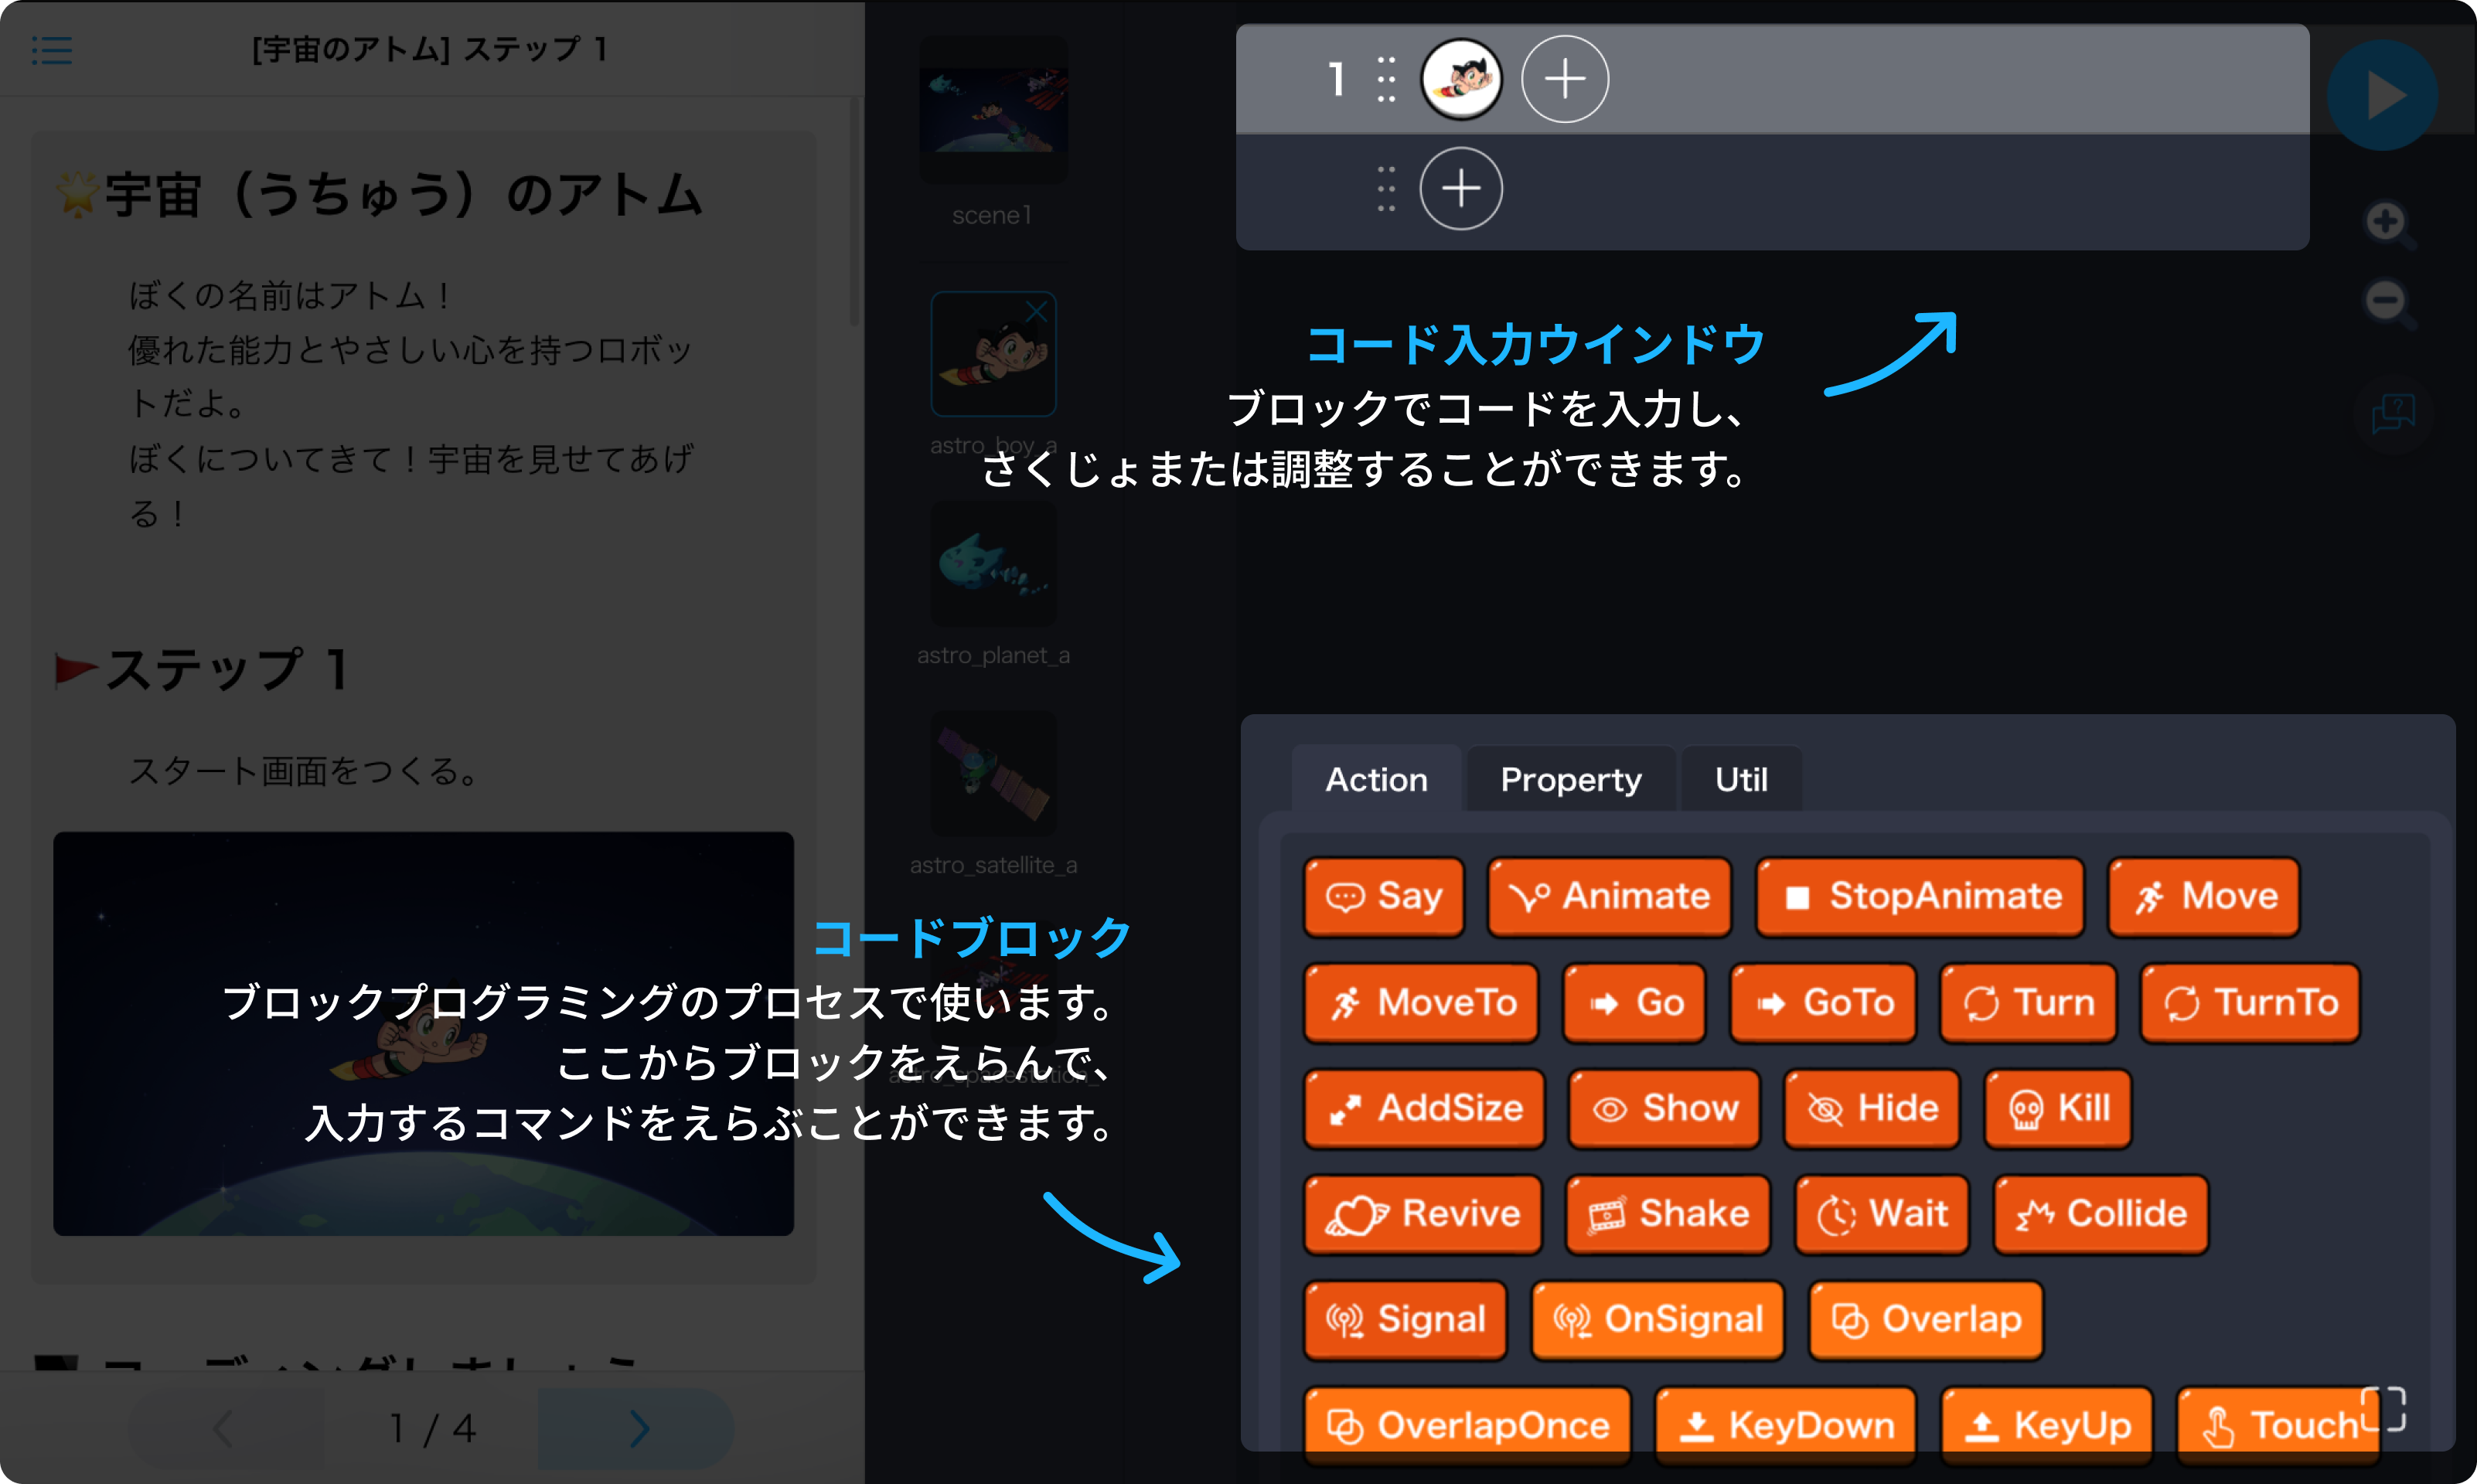 [宇宙のアトム] ステップ 1
宇宙（うちゅう）のアトム
ぼくの名前はアトム！
優れた能力とやさしい心を持つロボッ
トだよ。
ぼくについてきて！宇宙を見せてあげ
る！
ステップ 1
スタート画面をつくる。
1 / 4
scene1
astro_boy_a
astro_planet_a
astro_satellite_a
astro_spacestation_
1
コード入力ウインドウ
ブロックでコードを入力し、
さくじょまたは調整することができます。
コードブロック
ブロックプログラミングのプロセスで使います。
ここからブロックをえらんで、
入力するコマンドをえらぶことができます。
Action Property Util
Say Animate StopAnimate Move
MoveTo Go GoTo Turn TurnTo
AddSize Show Hide Kill
Revive Shake Wait Collide
Signal OnSignal Overlap
OverlapOnce KeyDown KeyUp Touch